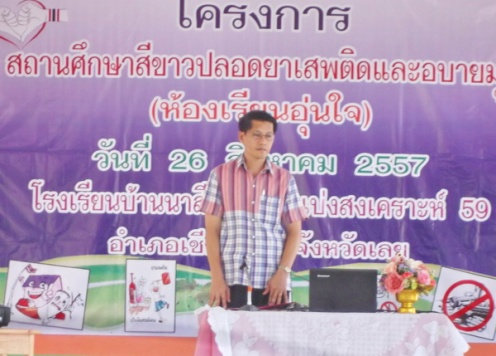 โครงการ
สถานศึกษาสีขาวปลอดยาเสพติดและอบายมุ
(ห้องเรียนอุ่นใจ)
วันที่ 26 สิงหาคม 2557
โรงเรียนบ้านนาสี แบ่งสงเคราะห์ 59
อำเภอเชี จังหวัดเลย